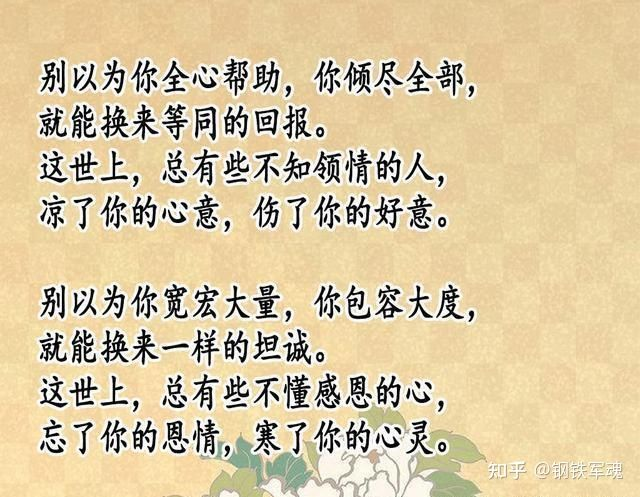 别以为你全心帮助，你倾尽全部，
就能换来等同的回报。
这世上，总有些不知领情的人，
凉了你的心意，伤了你的好意。
别以为你宽宏大量，你包容大度，
就能换来一样的坦诚。
这世上，总有些不懂感恩的心，
忘了你的恩情，寒了你的心灵。
知乎 @钢铁军魂